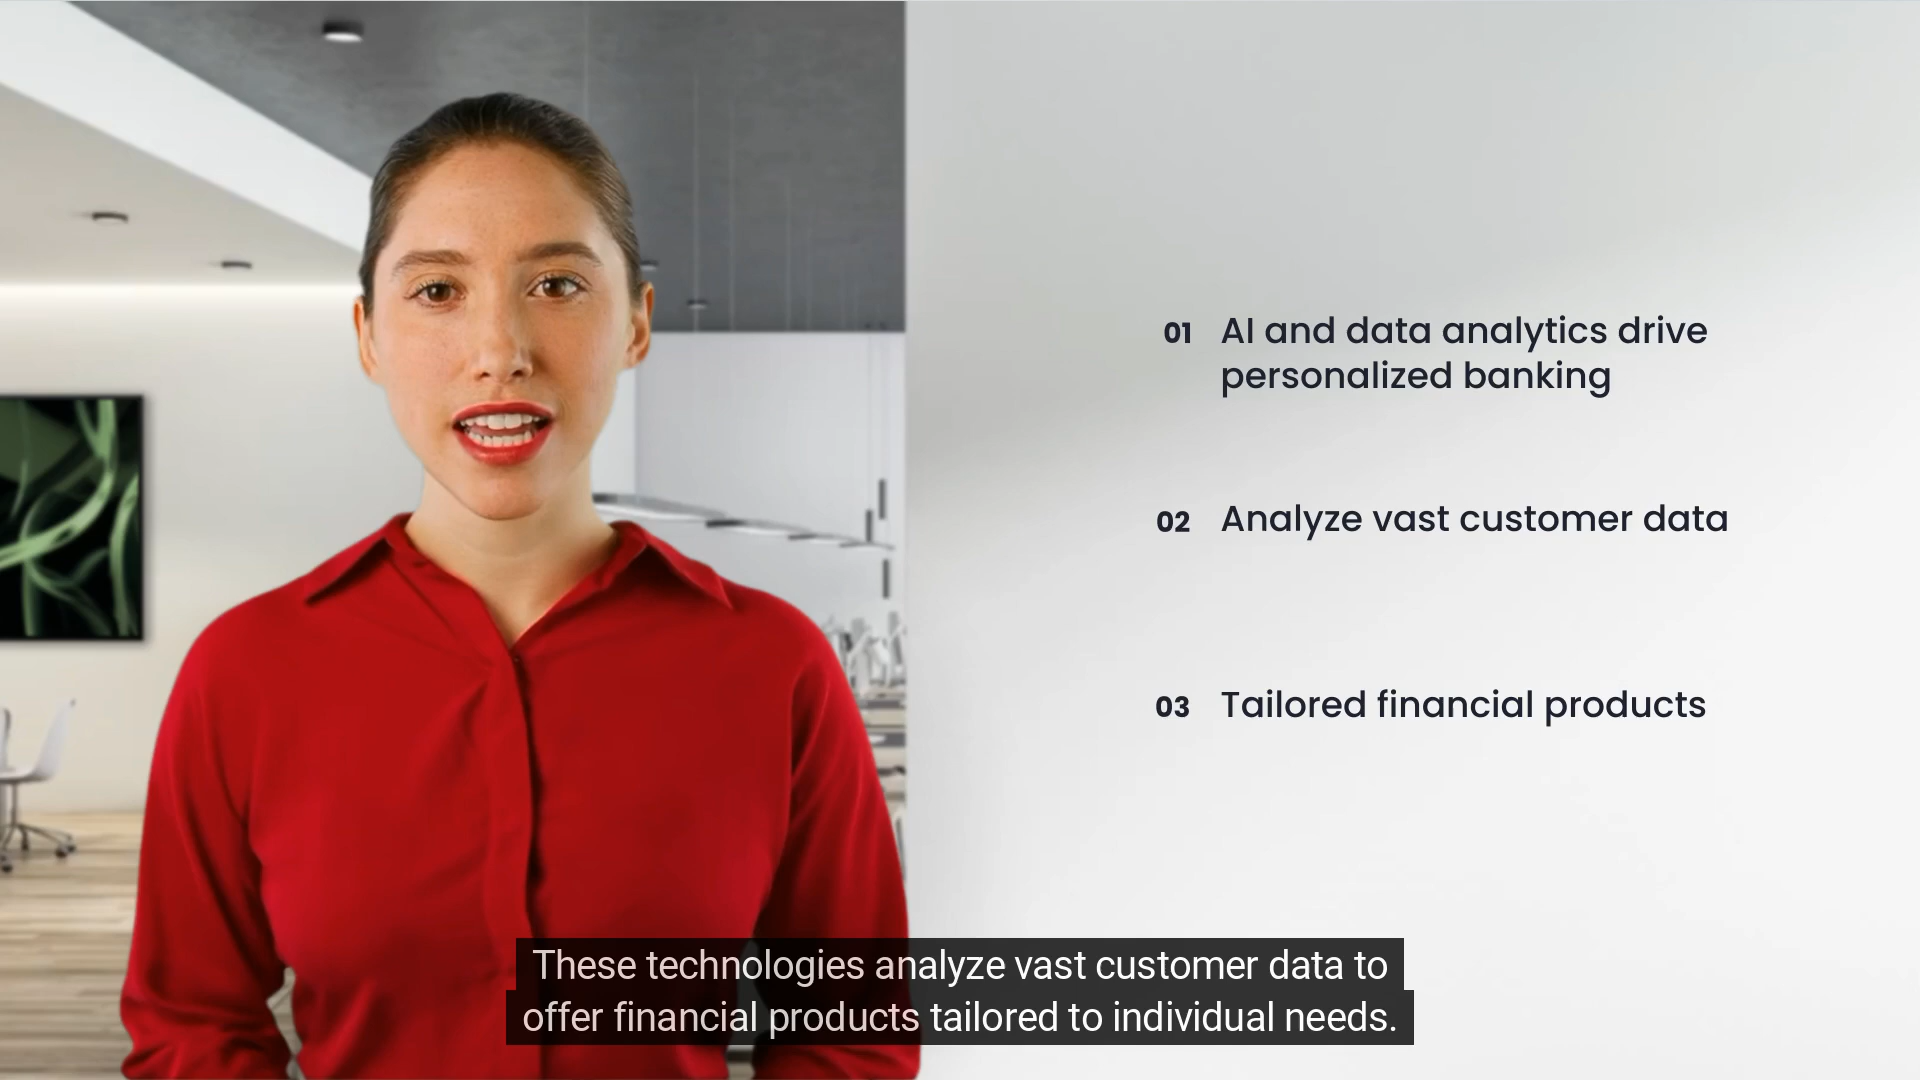 01 AI and data analytics drive
personalized banking
02 Analyze vast customer data
03 Tailored financial products
These technologies analyze vast customer data to
offer financial products tailored to individual needs.